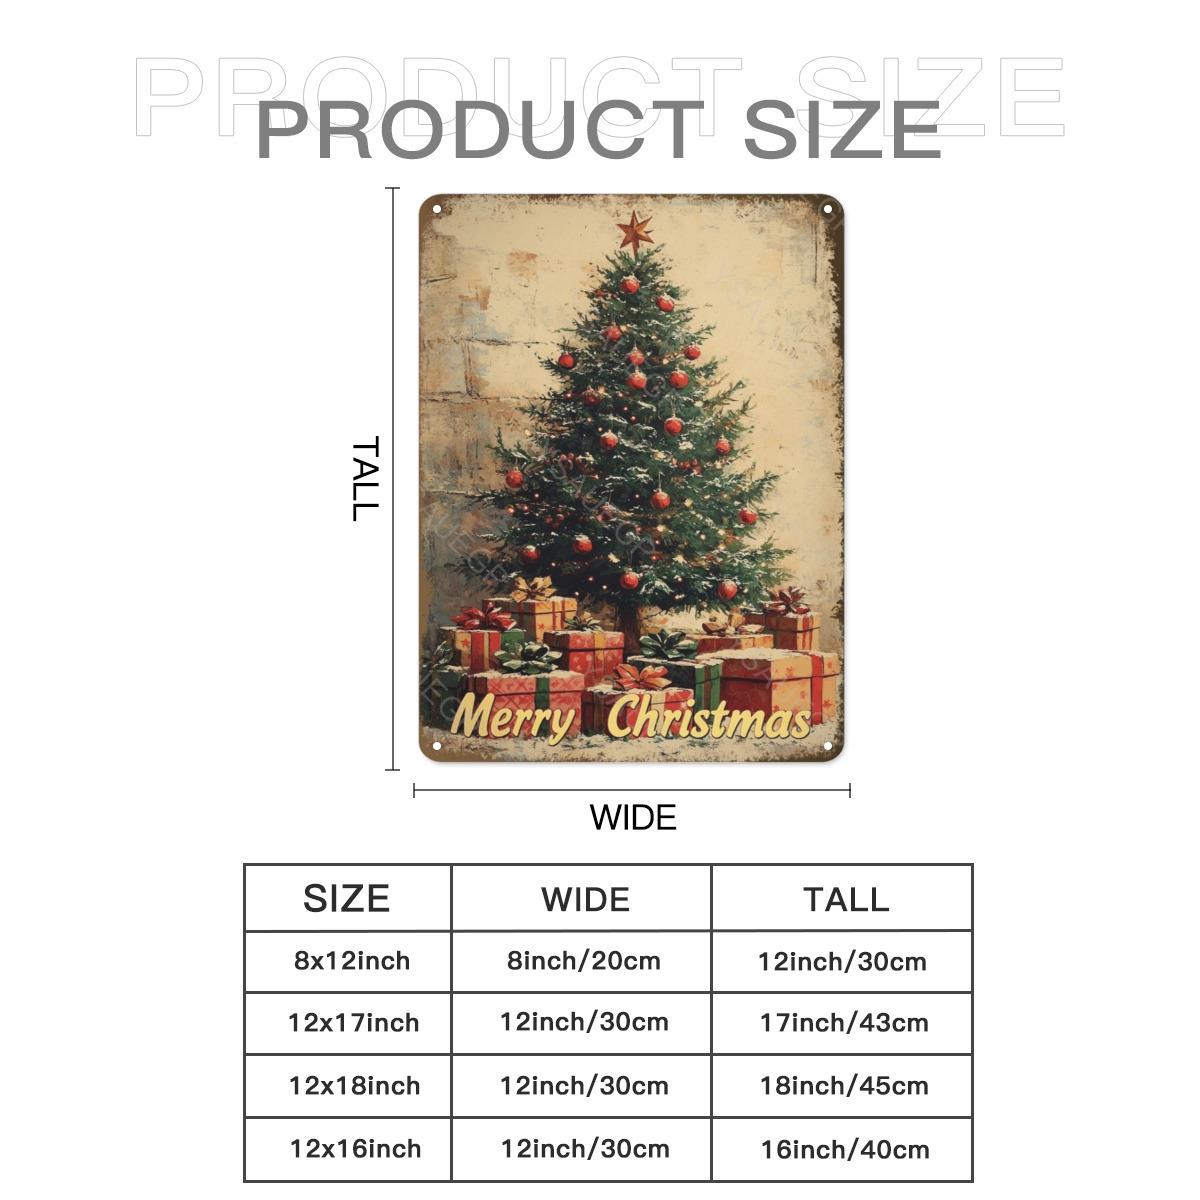 PRODUCT SIZE
PRODUCT SIZE
TALL
Merry Christmas
WIDE
SIZE WIDE TALL
8x12inch 8inch/20cm 12inch/30cm
12x17inch 12inch/30cm 17inch/43cm
12x18inch 12inch/30cm 18inch/45cm
12x16inch 12inch/30cm 16inch/40cm